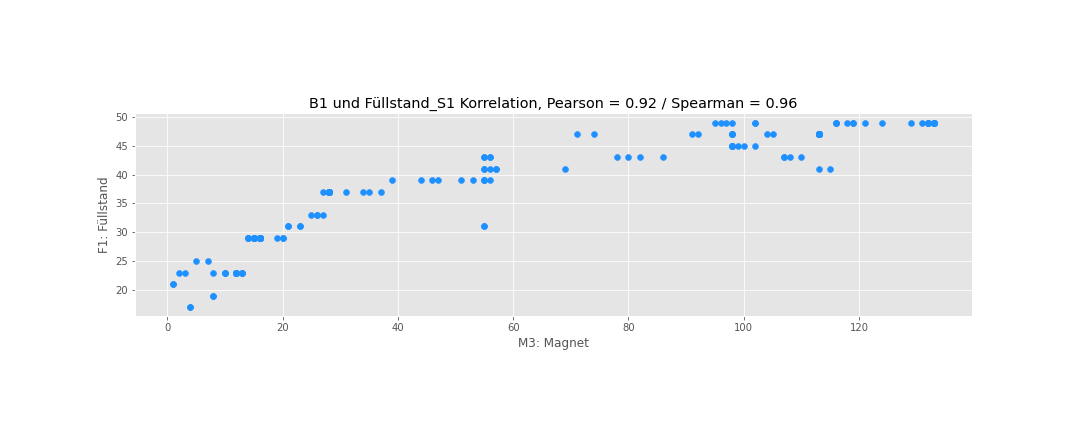 B1 und Füllstand_S1 Korrelation, Pearson = 0.92 / Spearman = 0.96
50
45
40
35
30
25
20
F1: Füllstand
0 20 40 60 80 100 120
M3: Magnet